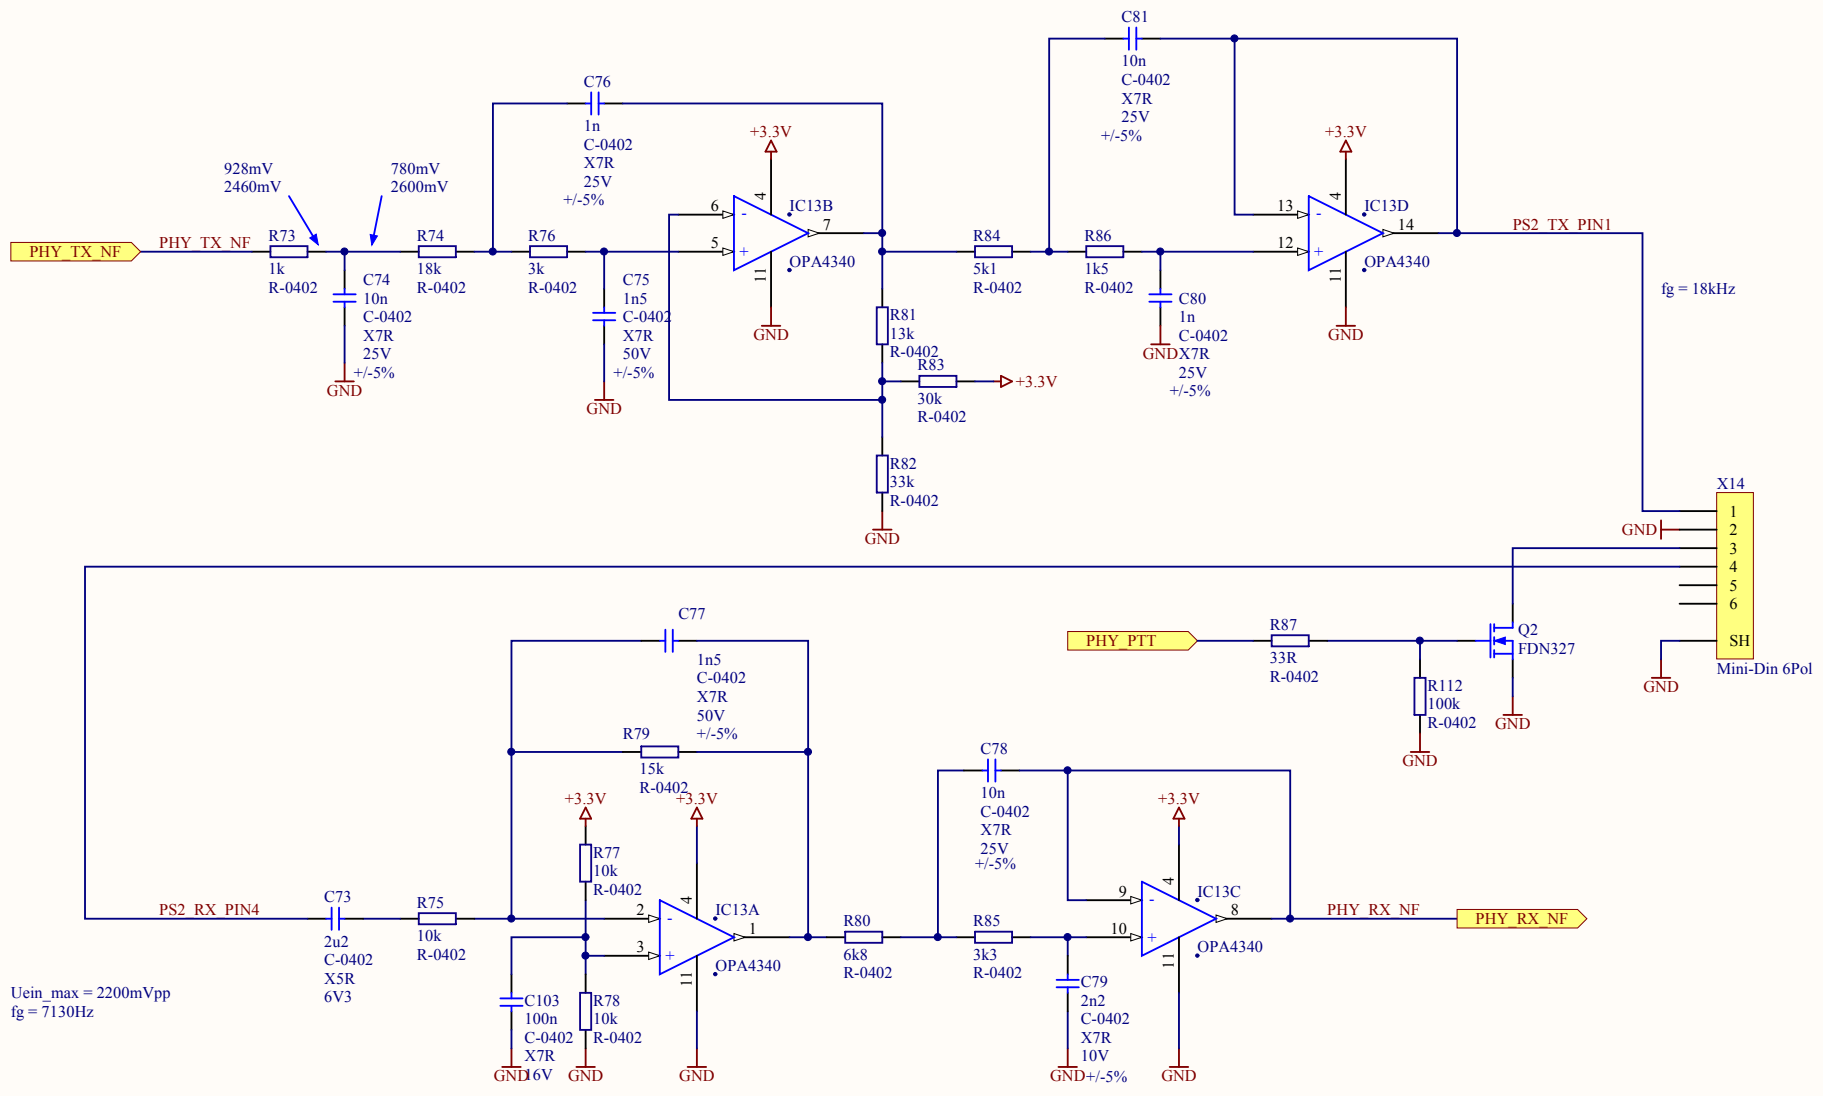 C81
10n
C-0402
X7R
25V
+/-5%
C76
1n
C-0402
X7R
25V
+/-5%
+3.3V
4
6
-
5
+
11
IC13B
7
OPA4340
GND
+3.3V
4
13
-
12
+
11
IC13D
14
OPA4340
GND
928mV
2460mV
780mV
2600mV
PHY_TX_NF
PHY_TX_NF
R73
1k
R-0402
C74
10n
C-0402
X7R
25V
+/-5%
GND
R74
18k
R-0402
R76
3k
R-0402
C75
1n5
C-0402
X7R
50V
+/-5%
GND
R84
5k1
R-0402
R86
1k5
R-0402
C80
1n
C-0402
GND
X7R
25V
+/-5%
PS2_TX_PIN1
fg = 18kHz
R81
13k
R-0402
R83
30k
R-0402
+3.3V
R82
33k
R-0402
GND
X14
1
GND
2
3
4
5
6
SH
Mini-Din 6Pol
GND
PHY_PTT
R87
33R
R-0402
Q2
FDN327
R112
100k
R-0402
GND
GND
C77
1n5
C-0402
X7R
50V
+/-5%
R79
15k
R-0402
+3.3V
+3.3V
R77
10k
R-0402
4
2
-
3
+
11
IC13A
1
OPA4340
PS2_RX_PIN4
C73
2u2
C-0402
X5R
6V3
R75
10k
R-0402
Uein_max = 2200mVpp
fg = 7130Hz
C103
100n
C-0402
X7R
16V
GND
R78
10k
R-0402
GND
GND
R80
6k8
R-0402
C78
10n
C-0402
X7R
25V
+/-5%
R85
3k3
R-0402
C79
2n2
C-0402
X7R
10V
+/-5%
GND
+3.3V
4
9
-
10
+
11
IC13C
8
OPA4340
GND
PHY_RX_NF
PHY_RX_NF